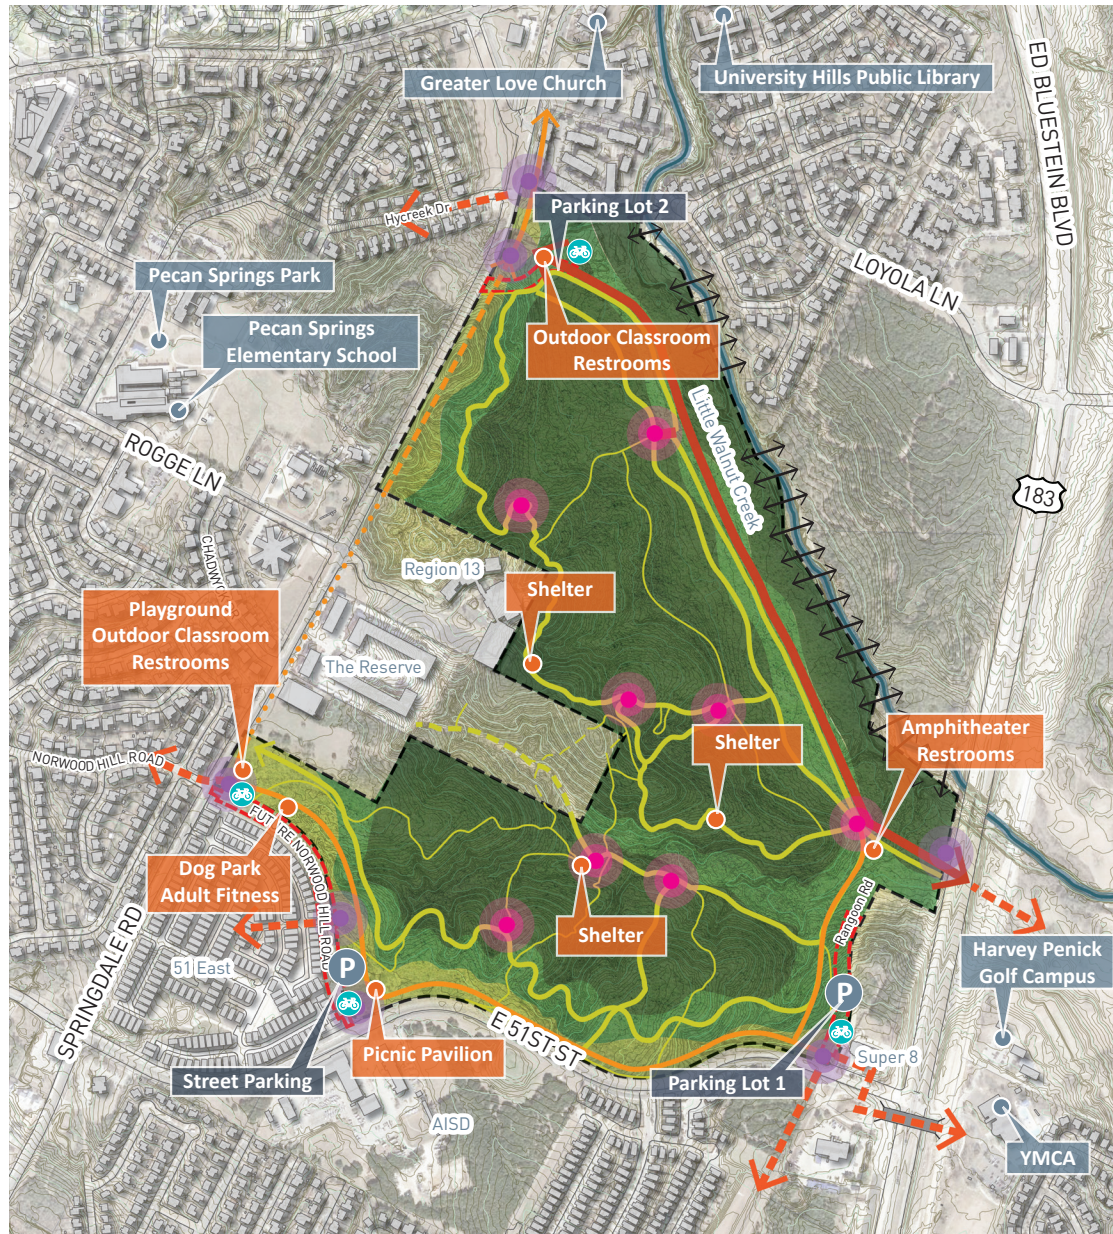 Greater Love Church
University Hills Public Library
ED BLUESTEIN BLVD
Hycreek Dr
Parking Lot 2
LOYOLA LN
Pecan Springs Park
Pecan Springs
Elementary School
Outdoor Classroom
Restrooms
Little Walnut Creek
ROGGE LN
183
Region 13
Shelter
Playground
Outdoor Classroom
Restrooms
The Reserve
Shelter
Amphitheater
Restrooms
NORWOOD HILL ROAD
FUTURE NORWOOD HILL ROAD
Dog Park
Adult Fitness
Shelter
Rangoon Rd
Harvey Penick
Golf Campus
SPRINGDALE RD
51 East
P
P
E 51ST ST
Picnic Pavilion
Street Parking
Parking Lot 1
Super 8
AISD
YMCA